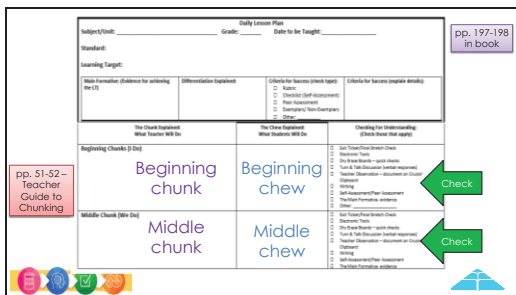 Daily Lesson Plan
Subject/Unit: Grade: Date to be Taught:
Standard:
Learning Target:
Main Formative: (Evidence for achieving the LT)
Differentiation Explained:
Criteria for Success (check type):
Rubric
Checklist (Self-Assessment)
Peer Assessment
Exemplars/ Non-Exemplars
Other
Criteria for Success (explain details):
The Chunk Explained:
What Teacher Will Do
The Chew Explained:
What Students Will Do
Checking For Understanding:
(Check those that apply)
Beginning Chunks (I Do)
Beginning
chunk
Beginning
chew
Exit Ticket/Final Stretch Check
Electronic Tools
Dry Erase Boards – quick checks
Turn & Talk Discussion (verbal responses)
Teacher Observation – document on Cruisin'
Clipboard
Writing
Self-Assessment/Peer Assessment
The Main Formative evidence
Other
Check
Middle Chunk (We Do)
Middle
chunk
Middle
chew
Exit Ticket/Final Stretch Check
Electronic Tools
Dry Erase Boards – quick checks
Turn & Talk Discussion (verbal responses)
Teacher Observation – document on Cruisin'
Clipboard
Writing
Self-Assessment/Peer Assessment
The Main Formative evidence
Check
pp. 197-198
in book
pp. 51-52 –
Teacher
Guide to
Chunking